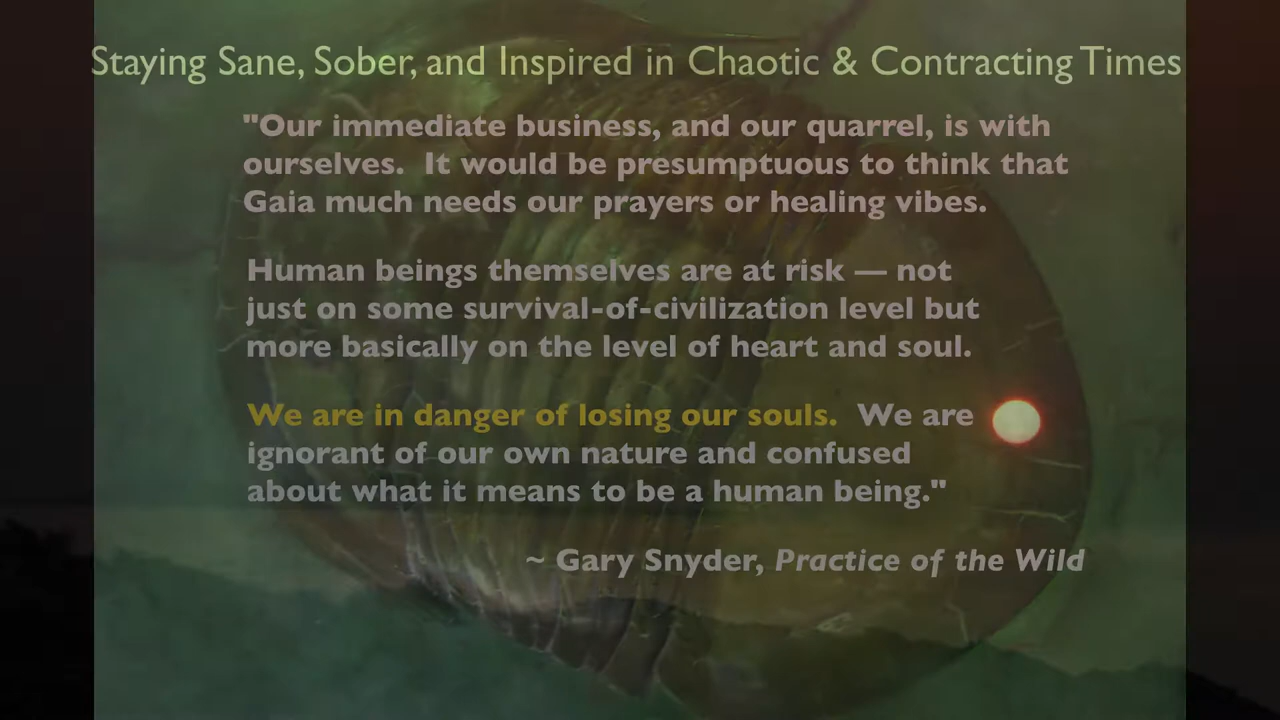 Staying Sane, Sober, and Inspired in Chaotic & Contracting Times
"Our immediate business, and our quarrel, is with
ourselves. It would be presumptuous to think that
Gaia much needs our prayers or healing vibes.
Human beings themselves are at risk — not
just on some survival-of-civilization level but
more basically on the level of heart and soul.
We are in danger of losing our souls. We are
ignorant of our own nature and confused
about what it means to be a human being."
~ Gary Snyder, Practice of the Wild